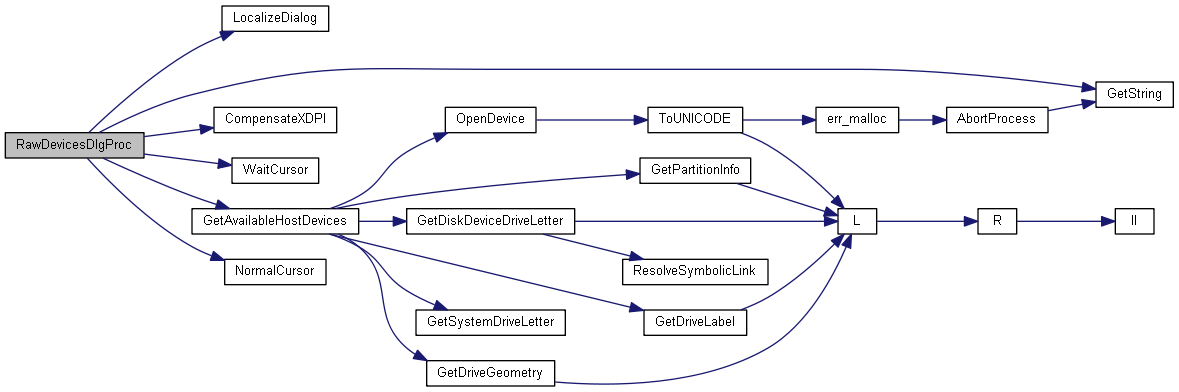 LocalizeDialog
GetString
CompensateXDPI
OpenDevice
ToUNICODE
err_malloc
AbortProcess
RawDevicesDlgProc
WaitCursor
GetPartitionInfo
GetAvailableHostDevices
GetDiskDeviceDriveLetter
L
R
ll
NormalCursor
ResolveSymbolicLink
GetSystemDriveLetter
GetDriveLabel
GetDriveGeometry